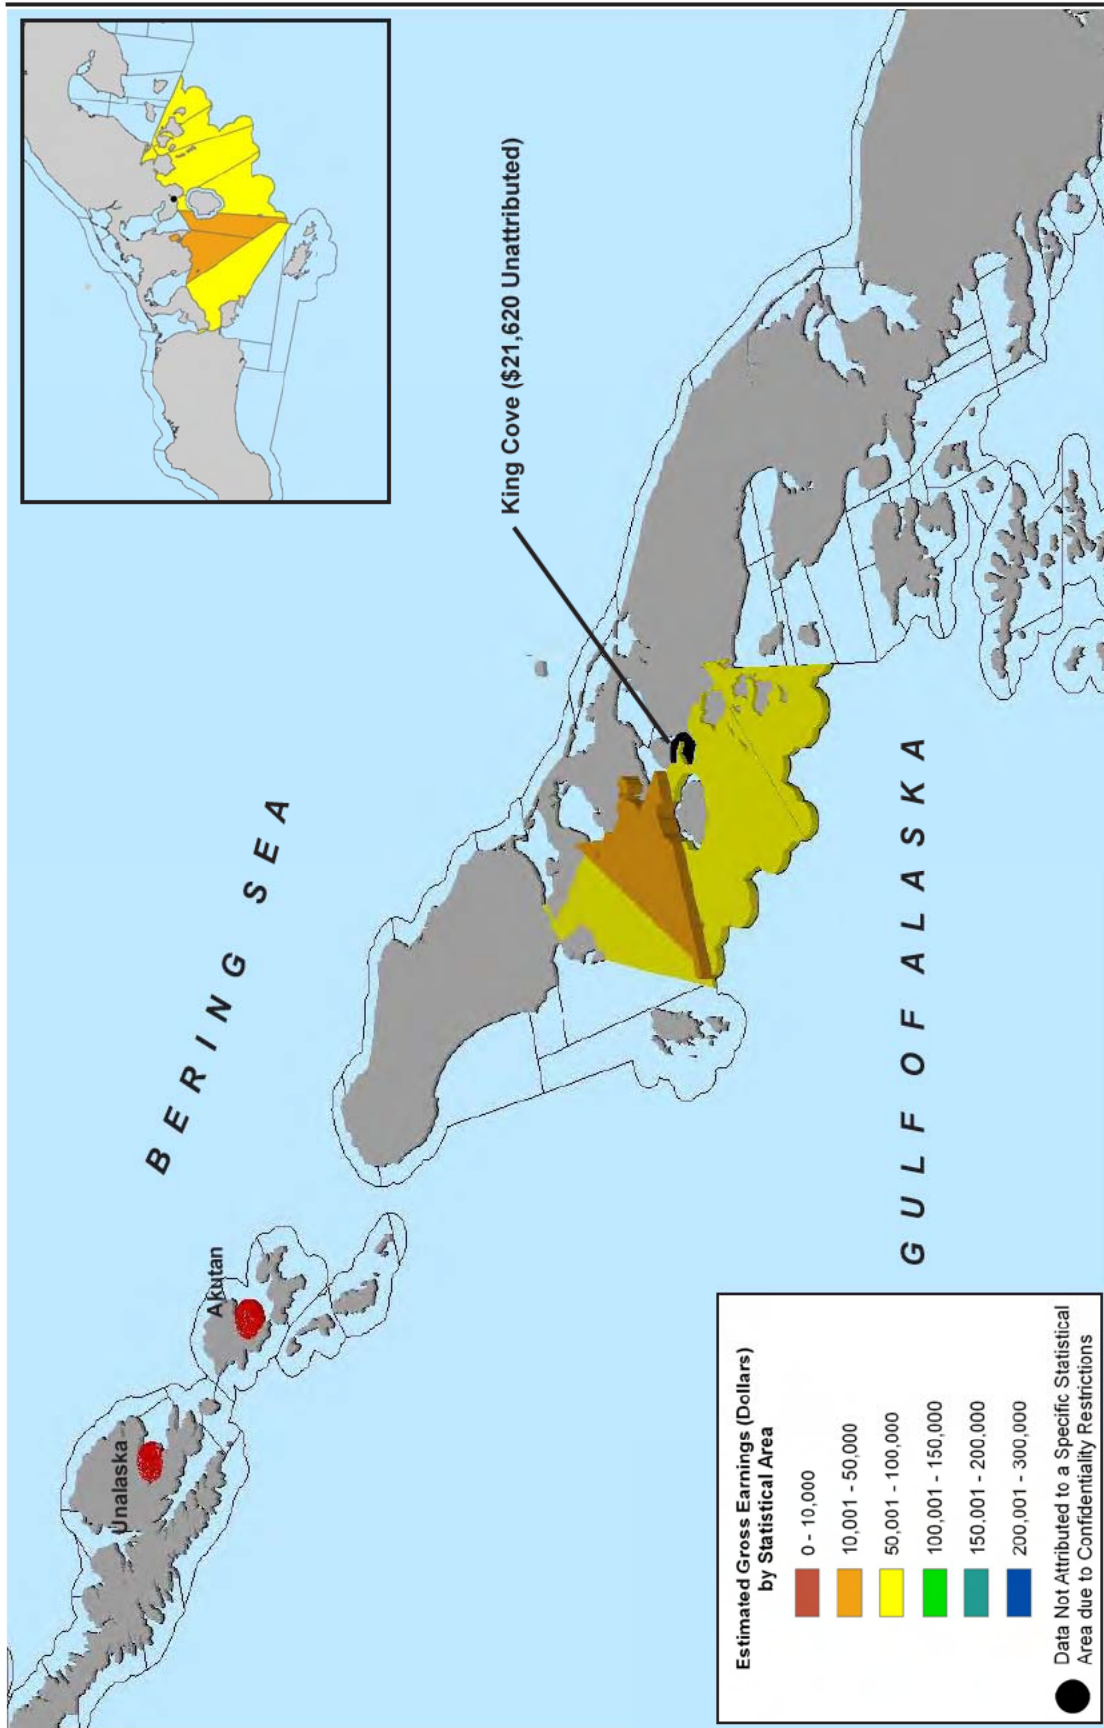 King Cove ($21,620 Unattributed)
BERING SEA
Akutan
Unalaska
GULF OF ALASKA
Estimated Gross Earnings (Dollars)
by Statistical Area
0 - 10,000
10,001 - 50,000
50,001 - 100,000
100,001 - 150,000
150,001 - 200,000
200,001 - 300,000
Data Not Attributed to a Specific Statistical
Area due to Confidentiality Restrictions